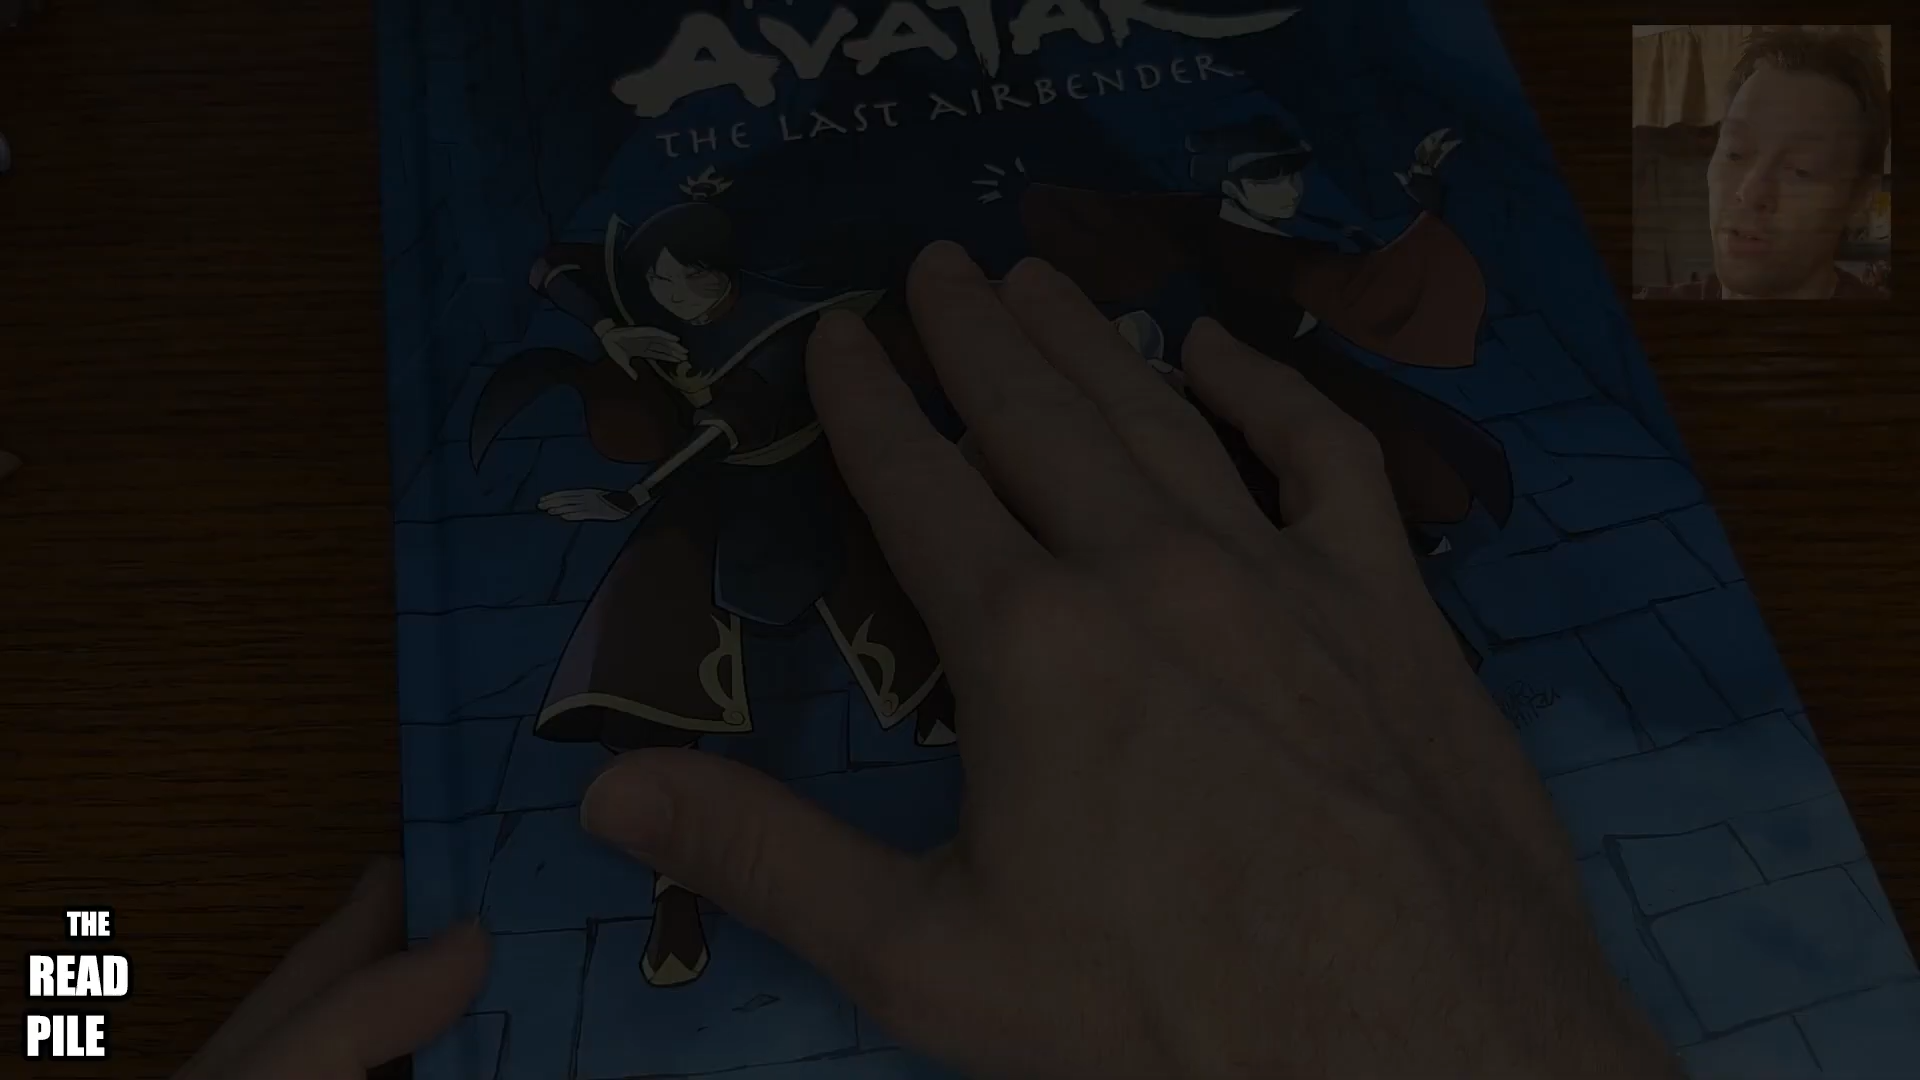 AVATAR
THE LAST AIRBENDER
THE
READ
PILE